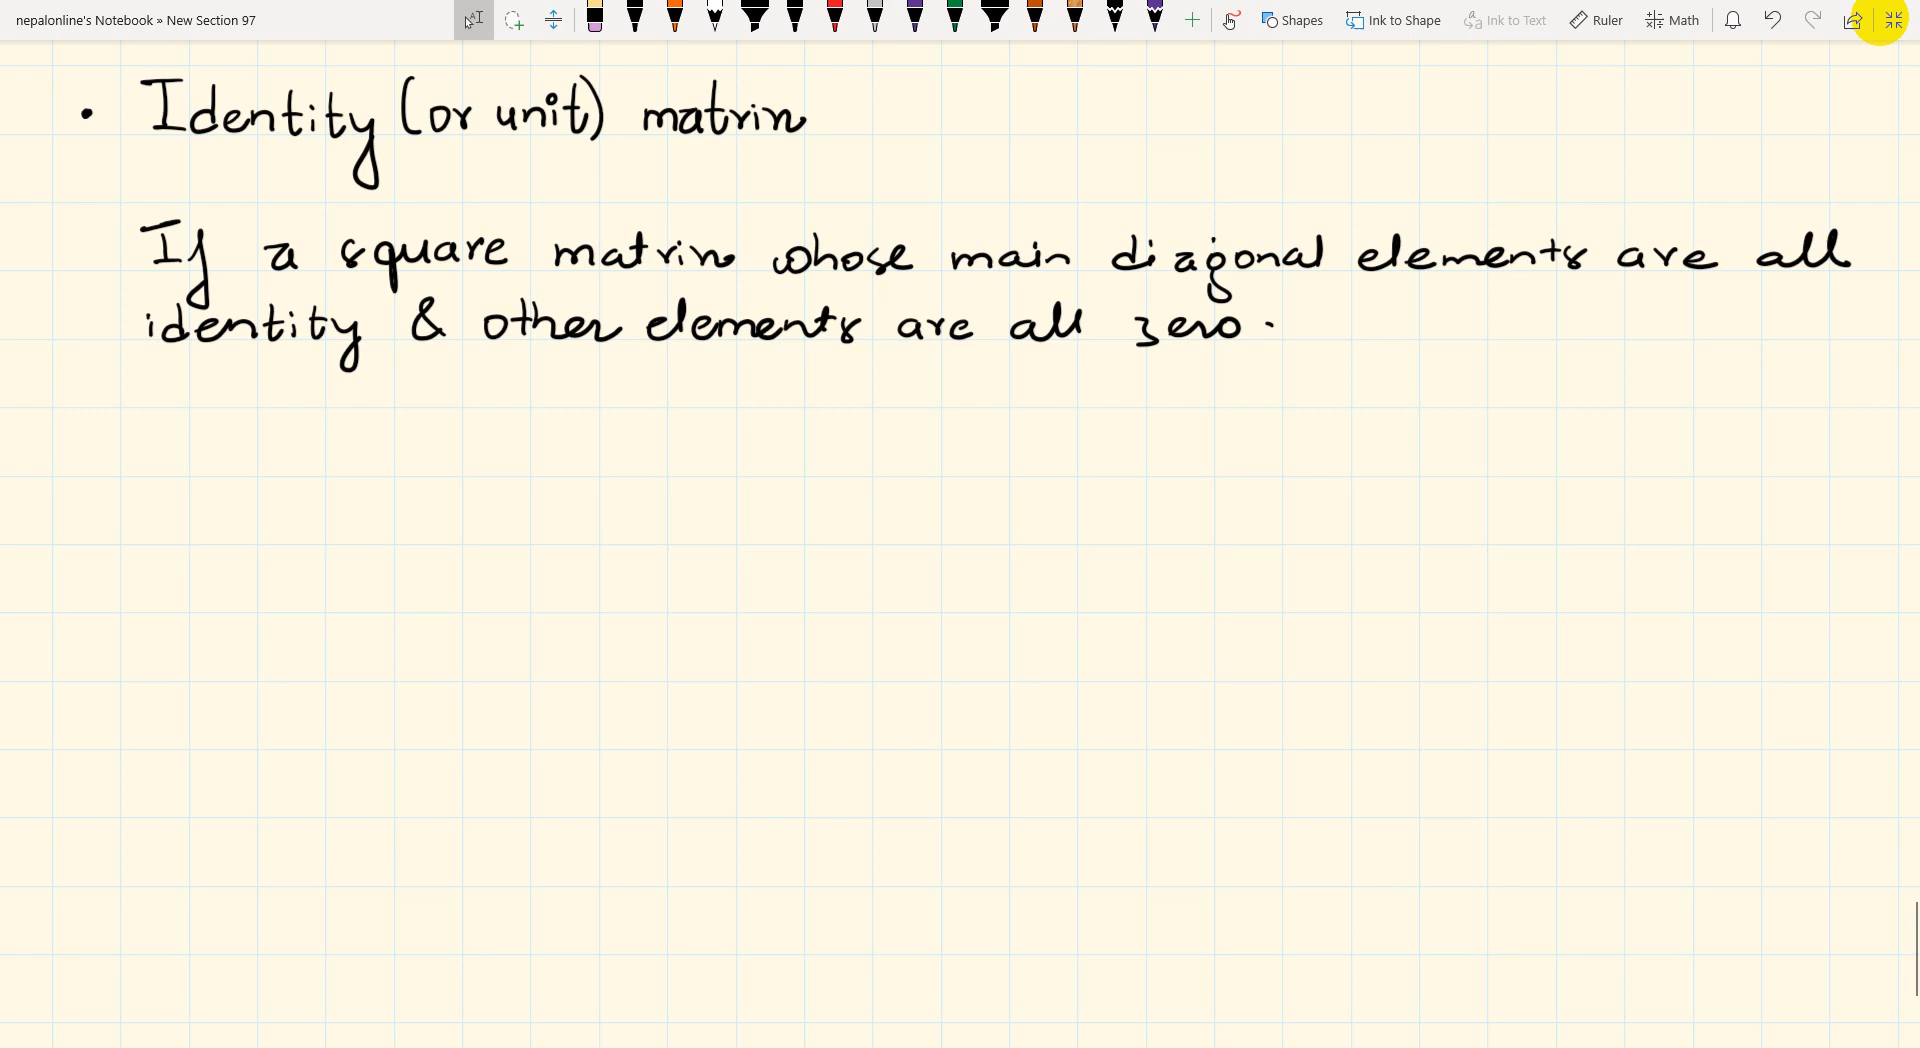 nepalonline's Notebook » New Section 97
Shapes Ink to Shape Ink to Text Ruler Math
• Identity (or unit) matrix
If a square matrix whose main diagonal elements are all
identity & other elements are all zero.